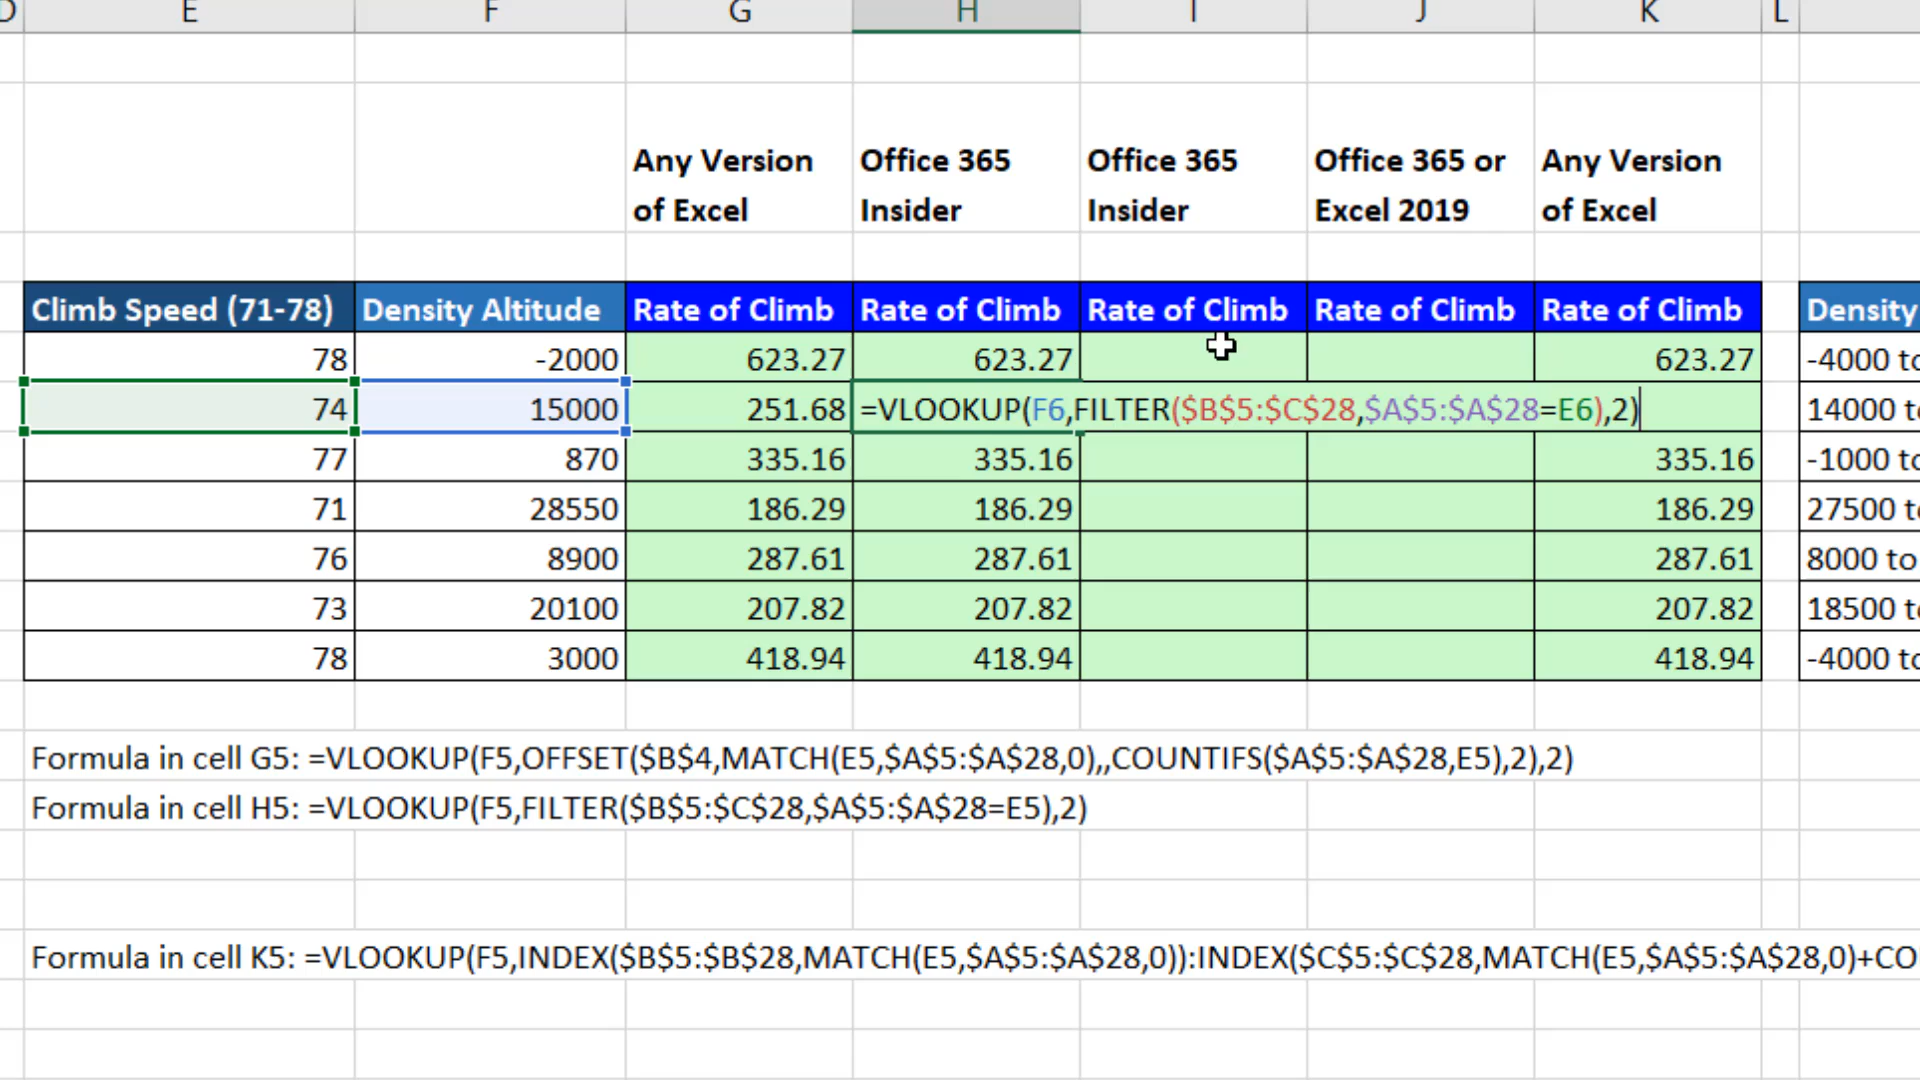 D E F G H I J K L
Any Version of Excel
Office 365 Insider
Office 365 Insider
Office 365 or Excel 2019
Any Version of Excel
Climb Speed (71-78) Density Altitude Rate of Climb Rate of Climb Rate of Climb Rate of Climb Rate of Climb Density
78 -2000 623.27 623.27 623.27 -4000 to
74 15000 251.68 =VLOOKUP(F6,FILTER($B$5:$C$28,$A$5:$A$28=E6),2) 14000 to
77 870 335.16 335.16 335.16 -1000 to
71 28550 186.29 186.29 186.29 27500 to
76 8900 287.61 287.61 287.61 8000 to
73 20100 207.82 207.82 207.82 18500 to
78 3000 418.94 418.94 418.94 -4000 to
Formula in cell G5: =VLOOKUP(F5,OFFSET($B$4,MATCH(E5,$A$5:$A$28,0),,COUNTIFS($A$5:$A$28,E5),2),2)
Formula in cell H5: =VLOOKUP(F5,FILTER($B$5:$C$28,$A$5:$A$28=E5),2)
Formula in cell K5: =VLOOKUP(F5,INDEX($B$5:$B$28,MATCH(E5,$A$5:$A$28,0)):INDEX($C$5:$C$28,MATCH(E5,$A$5:$A$28,0)+CO